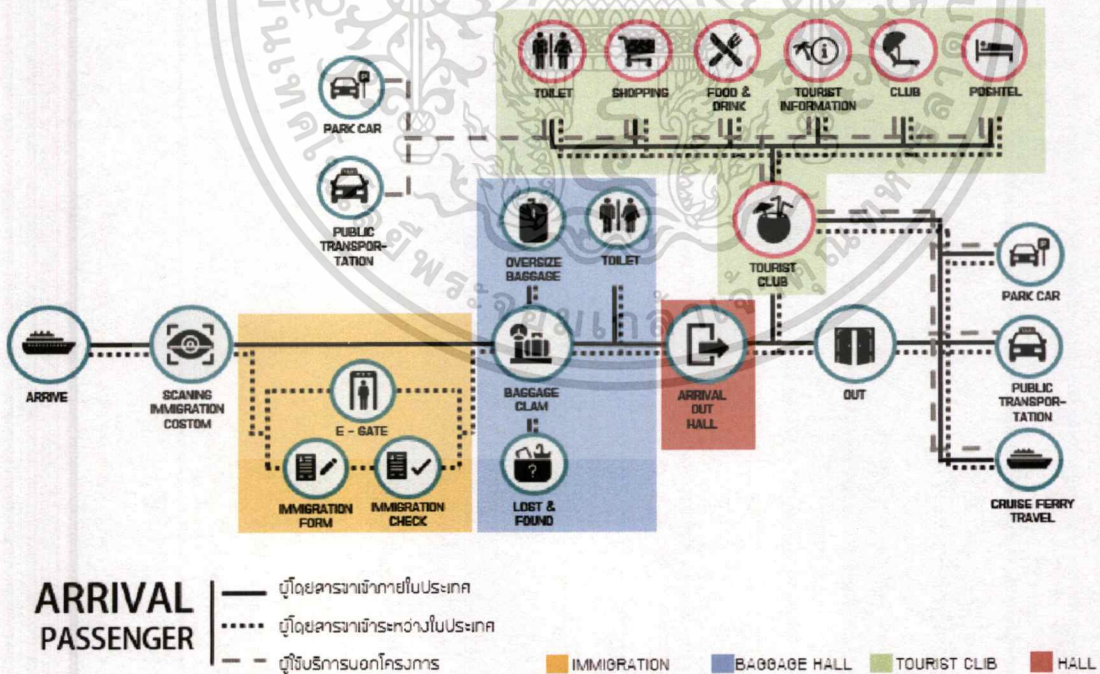 TOILET
SHOPPING
FOOD &
DRINK
TOURIST
INFORMATION
CLUB
POSHTEL
PARK CAR
PUBLIC
TRANSPOR-
TATION
OVERSIZE
BAGGAGE
TOILET
TOURIST
CLUB
PARK CAR
ARRIVE
SCANING
IMMIGRATION
COSTOM
E - GATE
BAGGAGE
CLAM
ARRIVAL
OUT
HALL
OUT
PUBLIC
TRANSPOR-
TATION
IMMIGRATION
FORM
IMMIGRATION
CHECK
LOST &
FOUND
CRUISE FERRY
TRAVEL
ARRIVAL
PASSENGER
ผู้โดยสารขาเข้าภายในประเทศ
ผู้โดยสารขาเข้าระหว่างในประเทศ
ผู้ใช้บริการนอกโครงการ
IMMIGRATION
BAGGAGE HALL
TOURIST CLIB
HALL